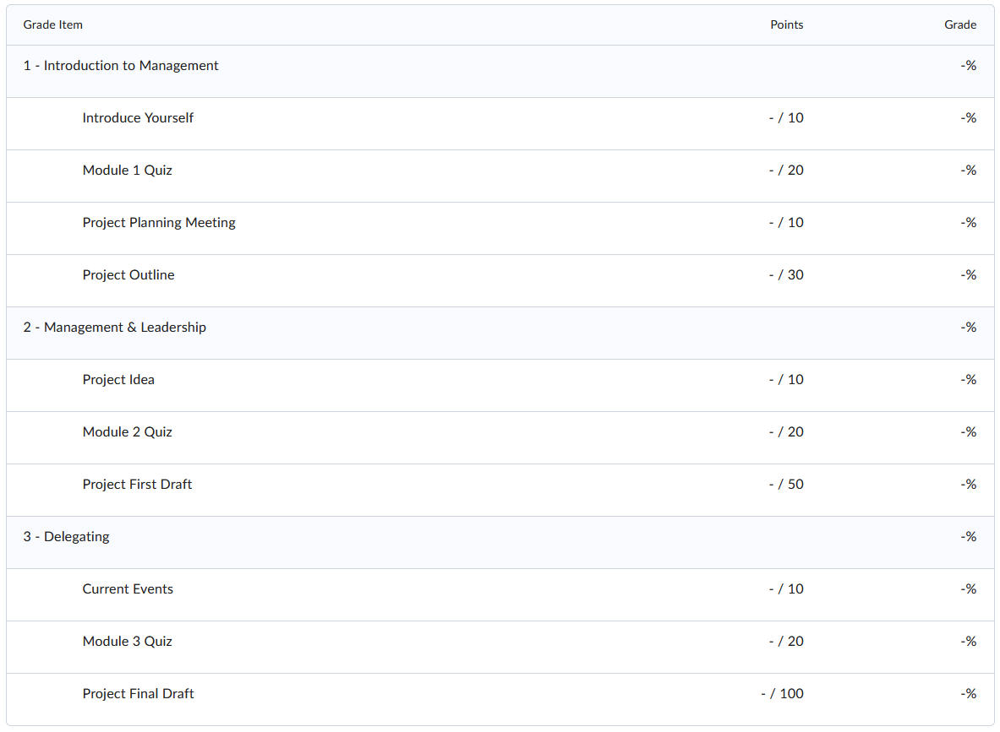 Grade Item Points Grade
1 - Introduction to Management -%
Introduce Yourself - / 10 -%
Module 1 Quiz - / 20 -%
Project Planning Meeting - / 10 -%
Project Outline - / 30 -%
2 - Management & Leadership -%
Project Idea - / 10 -%
Module 2 Quiz - / 20 -%
Project First Draft - / 50 -%
3 - Delegating -%
Current Events - / 10 -%
Module 3 Quiz - / 20 -%
Project Final Draft - / 100 -%